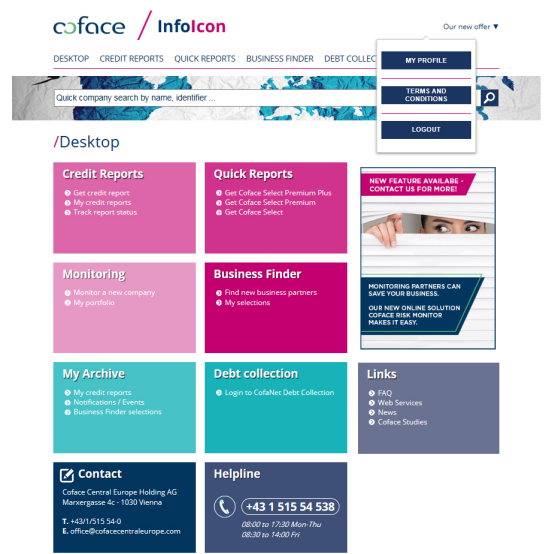 coface / InfoIcon
Our new offer ▼
DESKTOP CREDIT REPORTS QUICK REPORTS BUSINESS FINDER DEBT COLLEC
MY PROFILE
TERMS AND
CONDITIONS
LOGOUT
Quick company search by name, identifier ...
/Desktop
Credit Reports
Get credit report
My credit reports
Track report status
Quick Reports
Get Coface Select Premium Plus
Get Coface Select Premium
Get Coface Select
NEW FEATURE AVAILABE -
CONTACT US FOR MORE!
MONITORING PARTNERS CAN
SAVE YOUR BUSINESS.
OUR NEW ONLINE SOLUTION
COFACE RISK MONITOR
MAKES IT EASY.
Monitoring
Monitor a new company
My portfolio
Business Finder
Find new business partners
My selections
My Archive
My credit reports
Notifications / Events
Business Finder selections
Debt collection
Login to CofaNet Debt Collection
Links
FAQ
Web Services
News
Coface Studies
Contact
Coface Central Europe Holding AG
Marxergasse 4c - 1030 Vienna
T. +43/1/515 54-0
E. office@cofacecentraleurope.com
Helpline
+43 1 515 54 538
08:00 to 17:30 Mon-Thu
08:30 to 14:00 Fri